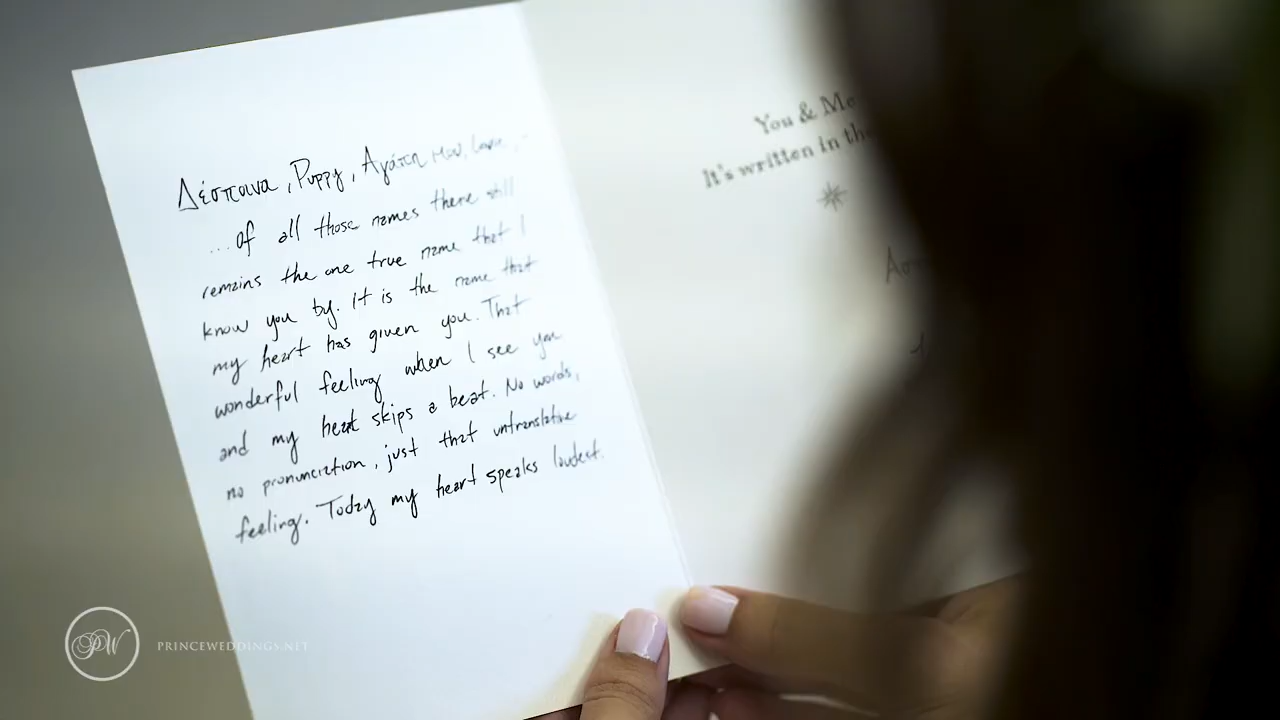 Δέσποινα, Puppy, Αγάπη μου, Love, -
...of all those names there still
remains the one true name that I
know you by. It is the name that
my heart has given you. That
wonderful feeling when I see you
and my heart skips a beat. No words,
no pronunciation, just that untranslative
feeling. Today my heart speaks loudest.
You & Me
It's written in the
PW
PRINCEWEDDINGS.NET